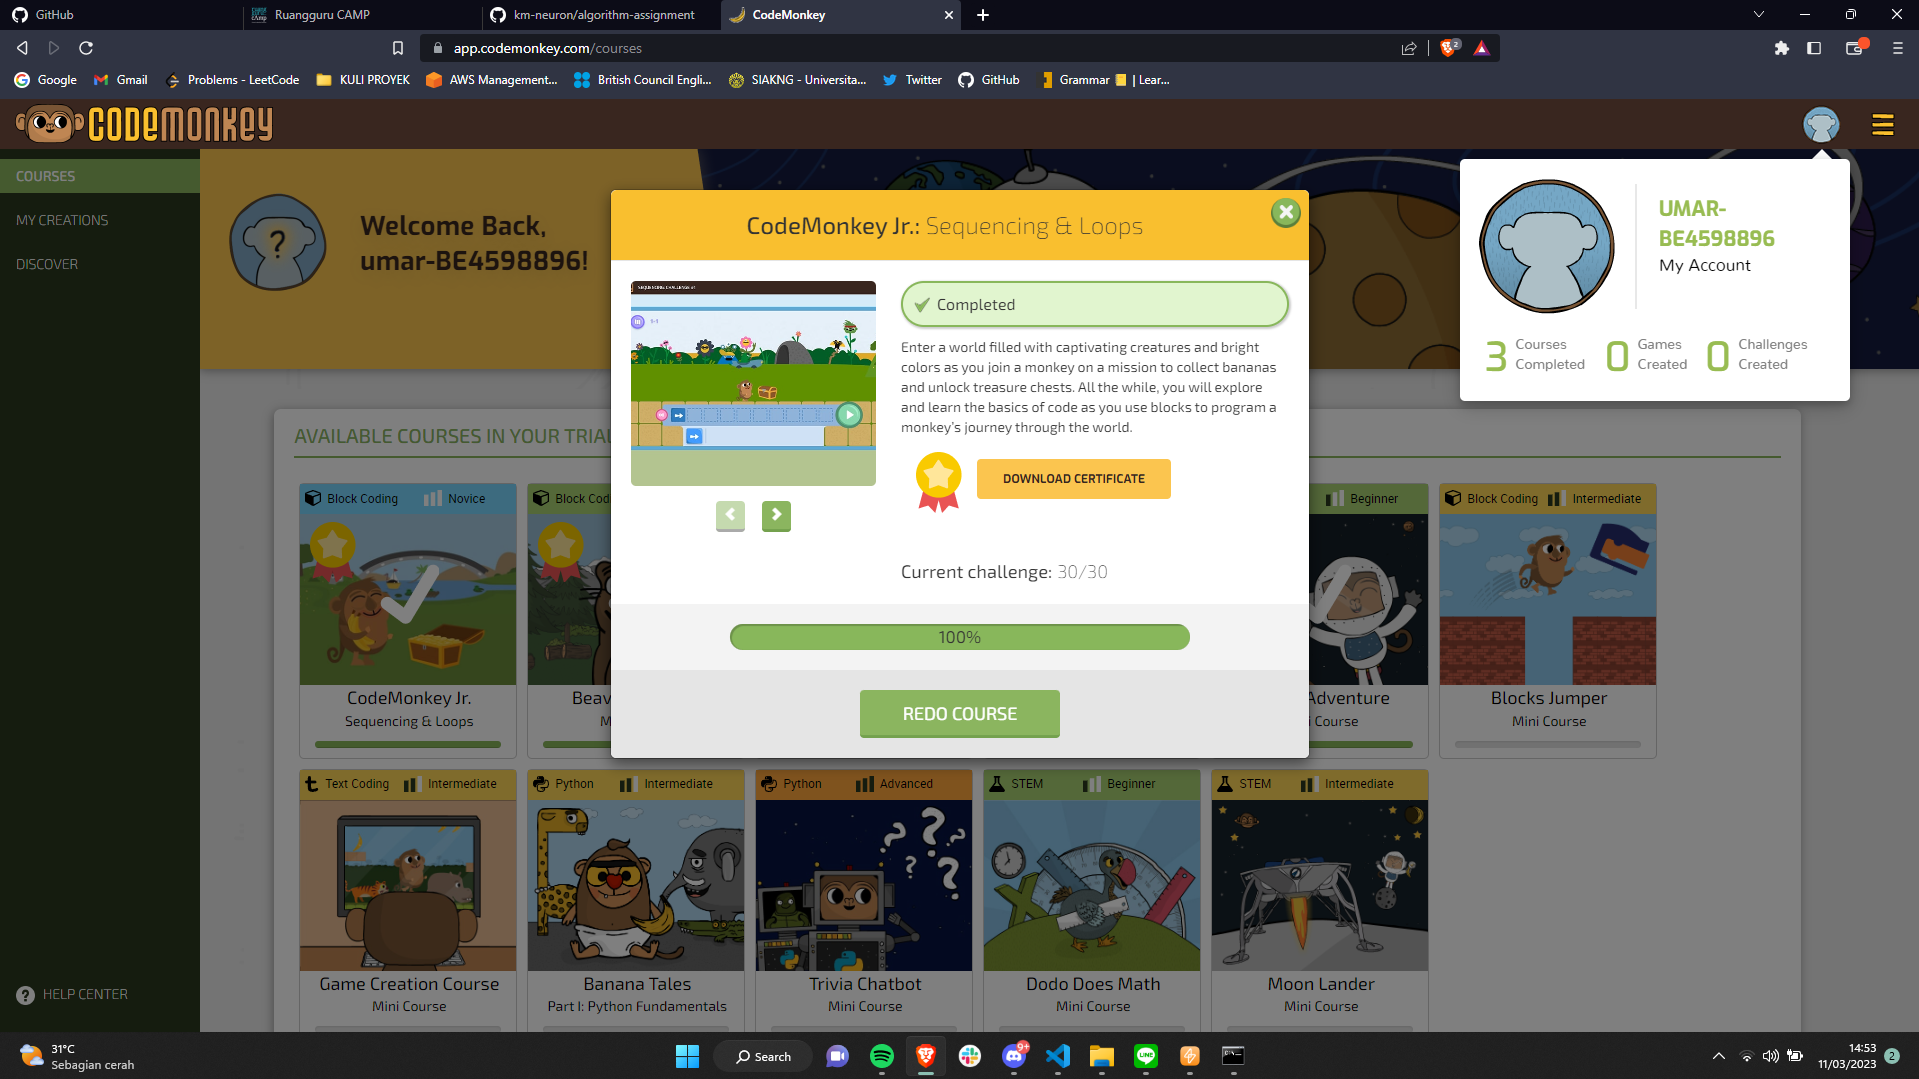 GitHub
Ruangguru CAMP
km-neuron/algorithm-assignment
CodeMonkey
app.codemonkey.com/courses
2
Google
Gmail
Problems - LeetCode
KULI PROYEK
AWS Management...
British Council Engli...
SIAKNG - Universita...
Twitter
GitHub
Grammar 📒 | Lear...
CODEMONKEY
COURSES
MY CREATIONS
DISCOVER
HELP CENTER
Welcome Back,
umar-BE4598896!
UMAR-
BE4598896
My Account
3 Courses Completed
0 Games Created
0 Challenges Created
AVAILABLE COURSES IN YOUR TRIAL
CodeMonkey Jr.: Sequencing & Loops
SEQUENCING CHALLENGE #1
Completed
Enter a world filled with captivating creatures and bright
colors as you join a monkey on a mission to collect bananas
and unlock treasure chests. All the while, you will explore
and learn the basics of code as you use blocks to program a
monkey's journey through the world.
DOWNLOAD CERTIFICATE
Current challenge: 30/30
100%
REDO COURSE
Block Coding Novice
CodeMonkey Jr.
Sequencing & Loops
Block Cod
Beav
M
Beginner
Adventure
i Course
Block Coding Intermediate
Blocks Jumper
Mini Course
Text Coding Intermediate
Game Creation Course
Mini Course
Python Intermediate
Banana Tales
Part I: Python Fundamentals
Python Advanced
Trivia Chatbot
Mini Course
STEM Beginner
Dodo Does Math
Mini Course
STEM Intermediate
Moon Lander
Mini Course
31°C
Sebagian cerah
Search
9+
14:53
11/03/2023
2